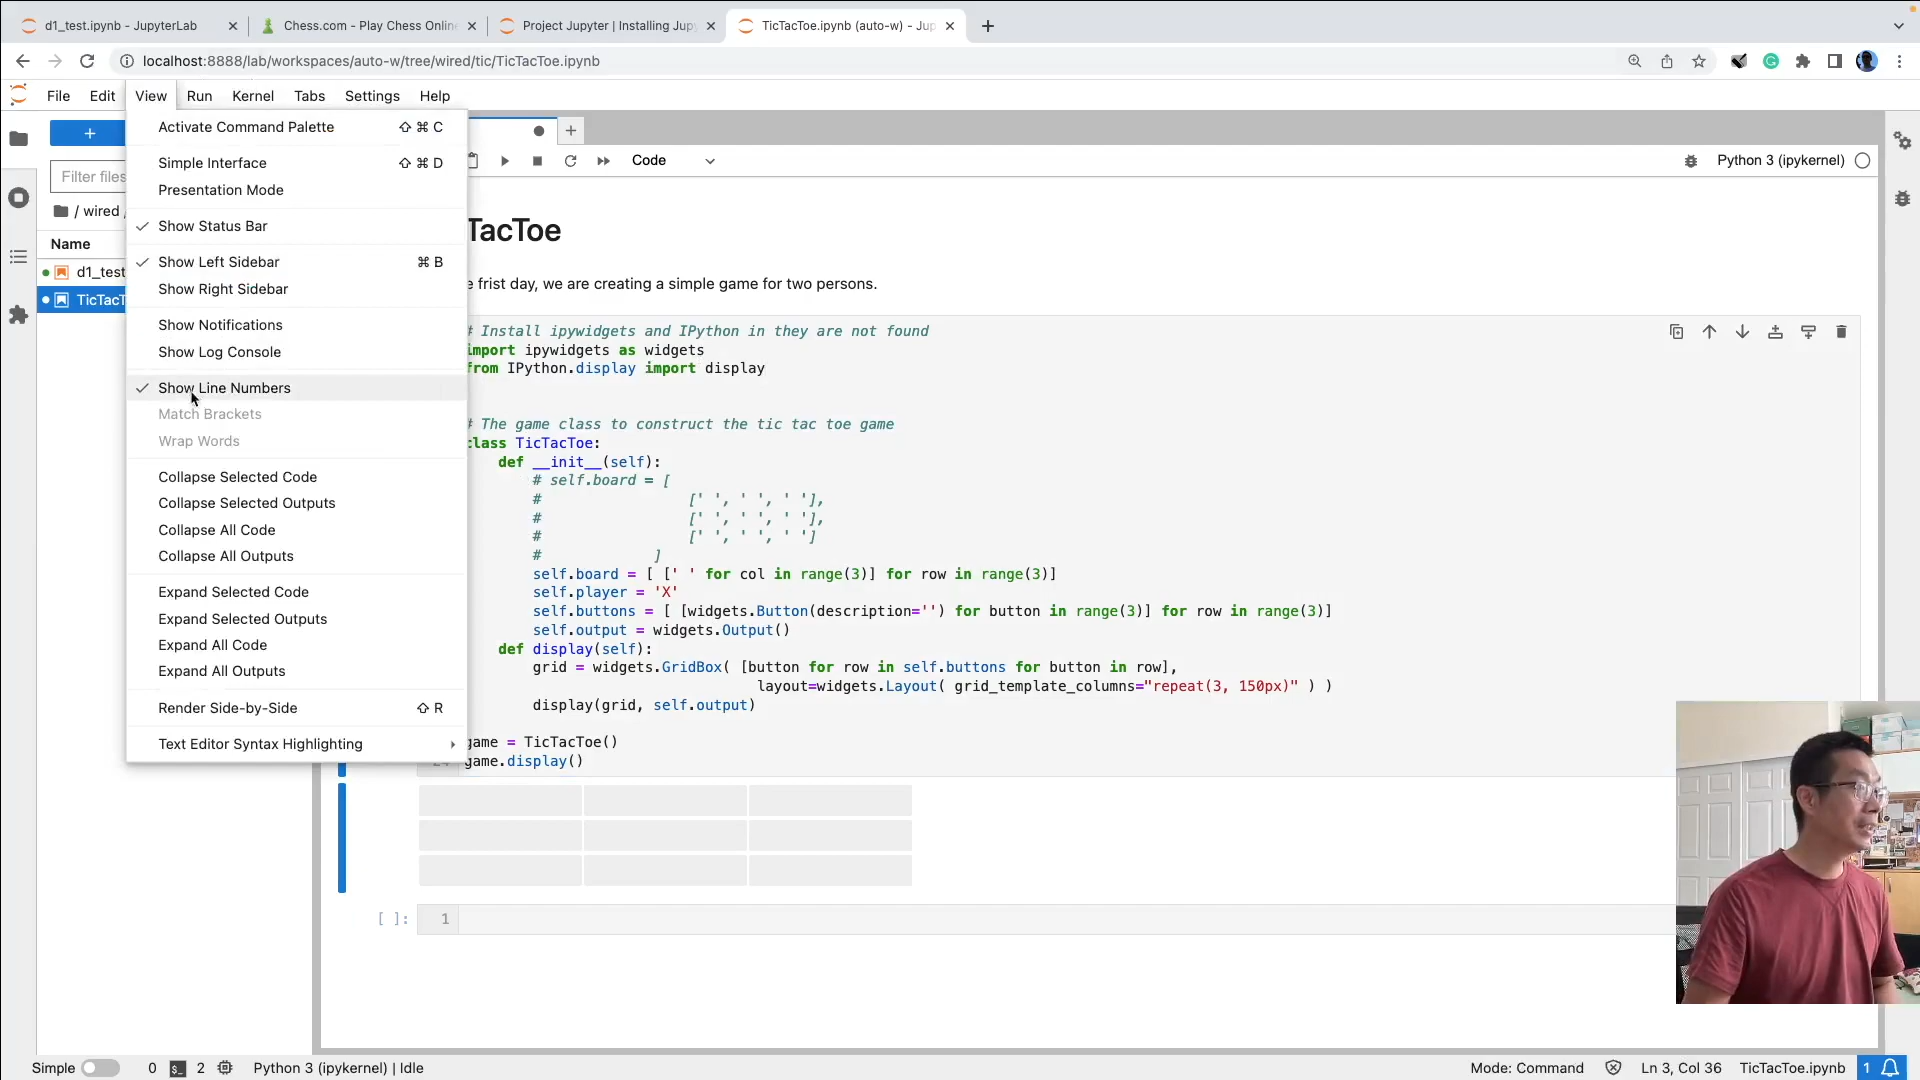 d1_test.ipynb - JupyterLab
Chess.com - Play Chess Online
Project Jupyter | Installing Jupy
TicTacToe.ipynb (auto-w) - Jup
localhost:8888/lab/workspaces/auto-w/tree/wired/tic/TicTacToe.ipynb
File Edit View Run Kernel Tabs Settings Help
Activate Command Palette ⇧ ⌘ C
Simple Interface ⇧ ⌘ D
Presentation Mode
Show Status Bar
Show Left Sidebar ⌘ B
Show Right Sidebar
Show Notifications
Show Log Console
Show Line Numbers
Match Brackets
Wrap Words
Collapse Selected Code
Collapse Selected Outputs
Collapse All Code
Collapse All Outputs
Expand Selected Code
Expand Selected Outputs
Expand All Code
Expand All Outputs
Render Side-by-Side ⇧ R
Text Editor Syntax Highlighting
+
Filter files
/ wired /
Name
d1_test
TicTacT
Code
Python 3 (ipykernel)
TacToe
e frist day, we are creating a simple game for two persons.
# Install ipywidgets and IPython in they are not found
import ipywidgets as widgets
from IPython.display import display
# The game class to construct the tic tac toe game
class TicTacToe:
def __init__(self):
# self.board = [
# [' ', ' ', ' '],
# [' ', ' ', ' '],
# [' ', ' ', ' ']
# ]
self.board = [ [' ' for col in range(3)] for row in range(3)]
self.player = 'X'
self.buttons = [ [widgets.Button(description='') for button in range(3)] for row in range(3)]
self.output = widgets.Output()
def display(self):
grid = widgets.GridBox( [button for row in self.buttons for button in row],
layout=widgets.Layout( grid_template_columns="repeat(3, 150px)" ) )
display(grid, self.output)
game = TicTacToe()
game.display()
[ ]: 1
Simple 0 2 Python 3 (ipykernel) | Idle
Mode: Command Ln 3, Col 36 TicTacToe.ipynb 1